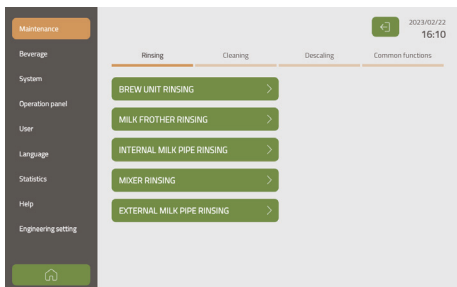 Maintenance
Beverage
System
Operation panel
User
Language
Statistics
Help
Engineering setting
2023/02/22
16:10
Rinsing Cleaning Descaling Common functions
BREW UNIT RINSING
MILK FROTHER RINSING
INTERNAL MILK PIPE RINSING
MIXER RINSING
EXTERNAL MILK PIPE RINSING